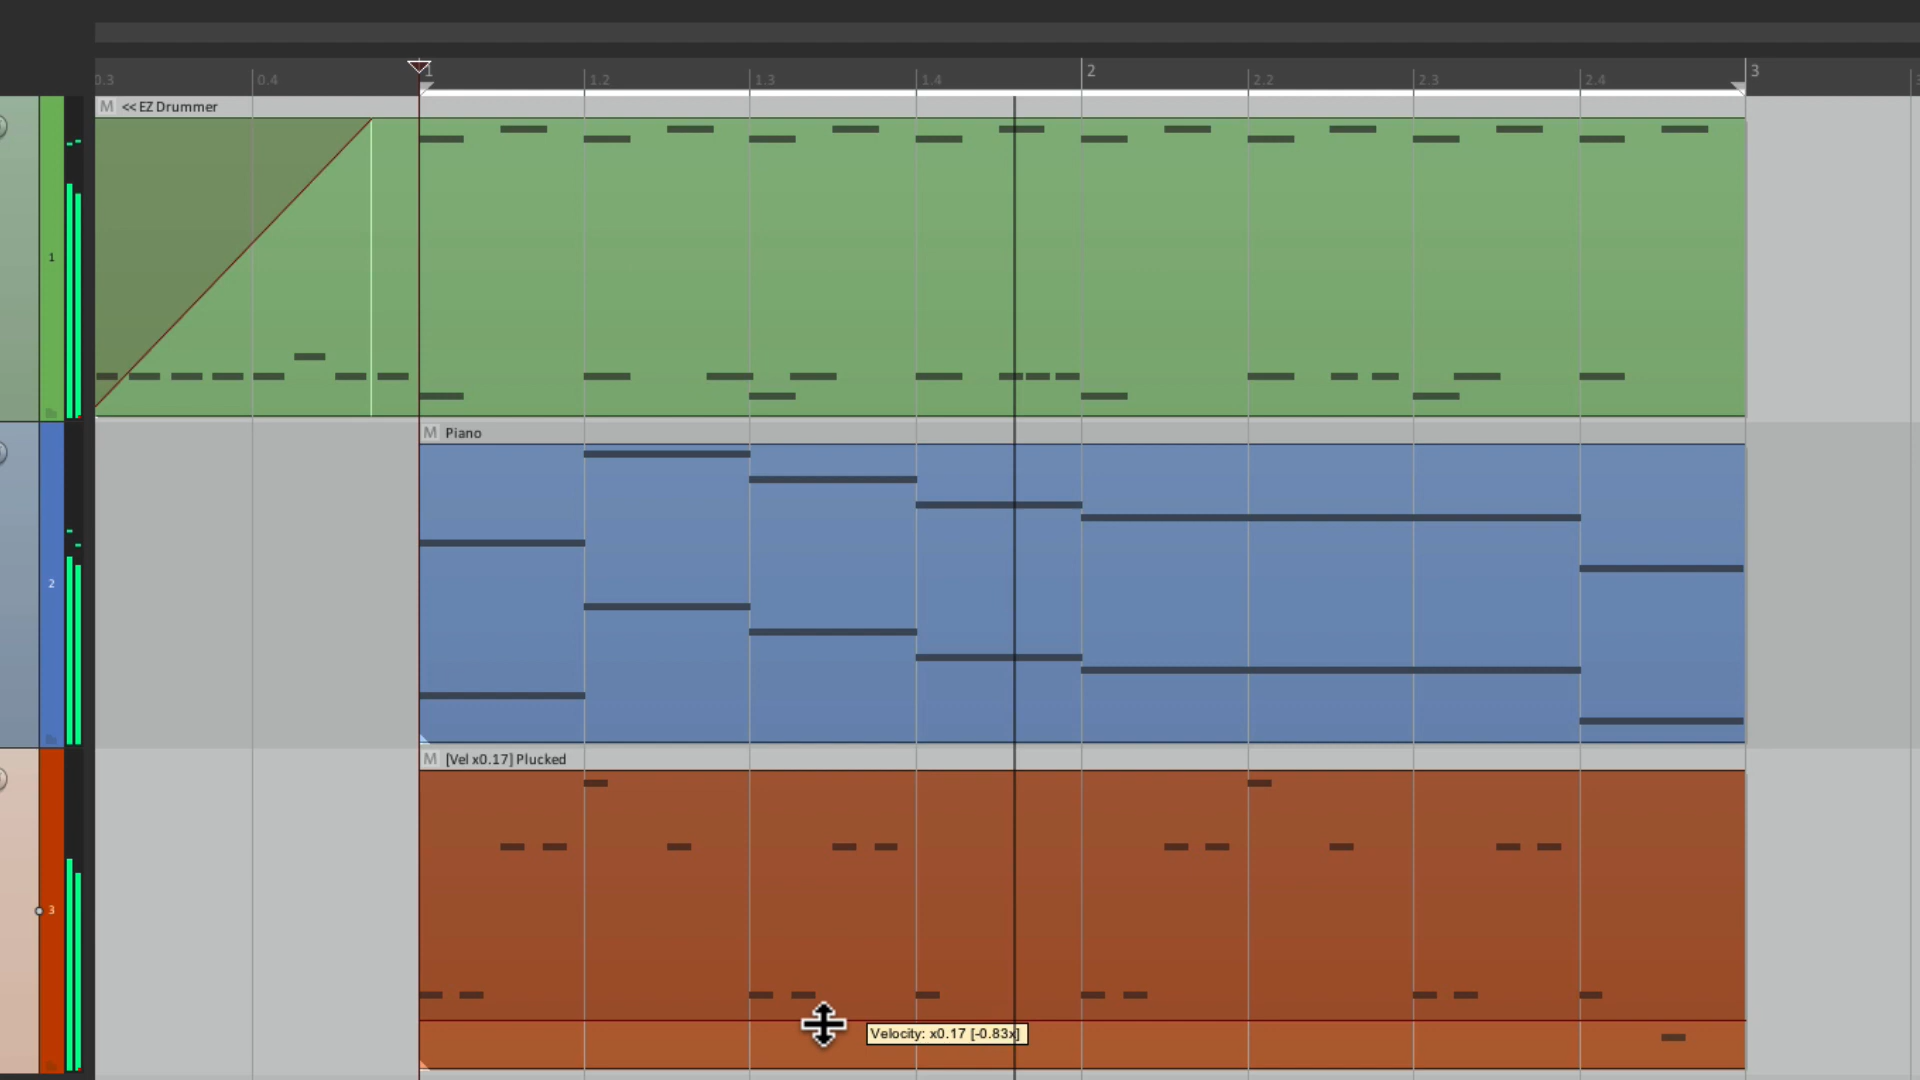 0.3 0.4 1 1.2 1.3 1.4 2 2.2 2.3 2.4 3
M << EZ Drummer
1
M Piano
2
M [Vel x0.17] Plucked
3
Velocity: x0.17 [-0.83x]